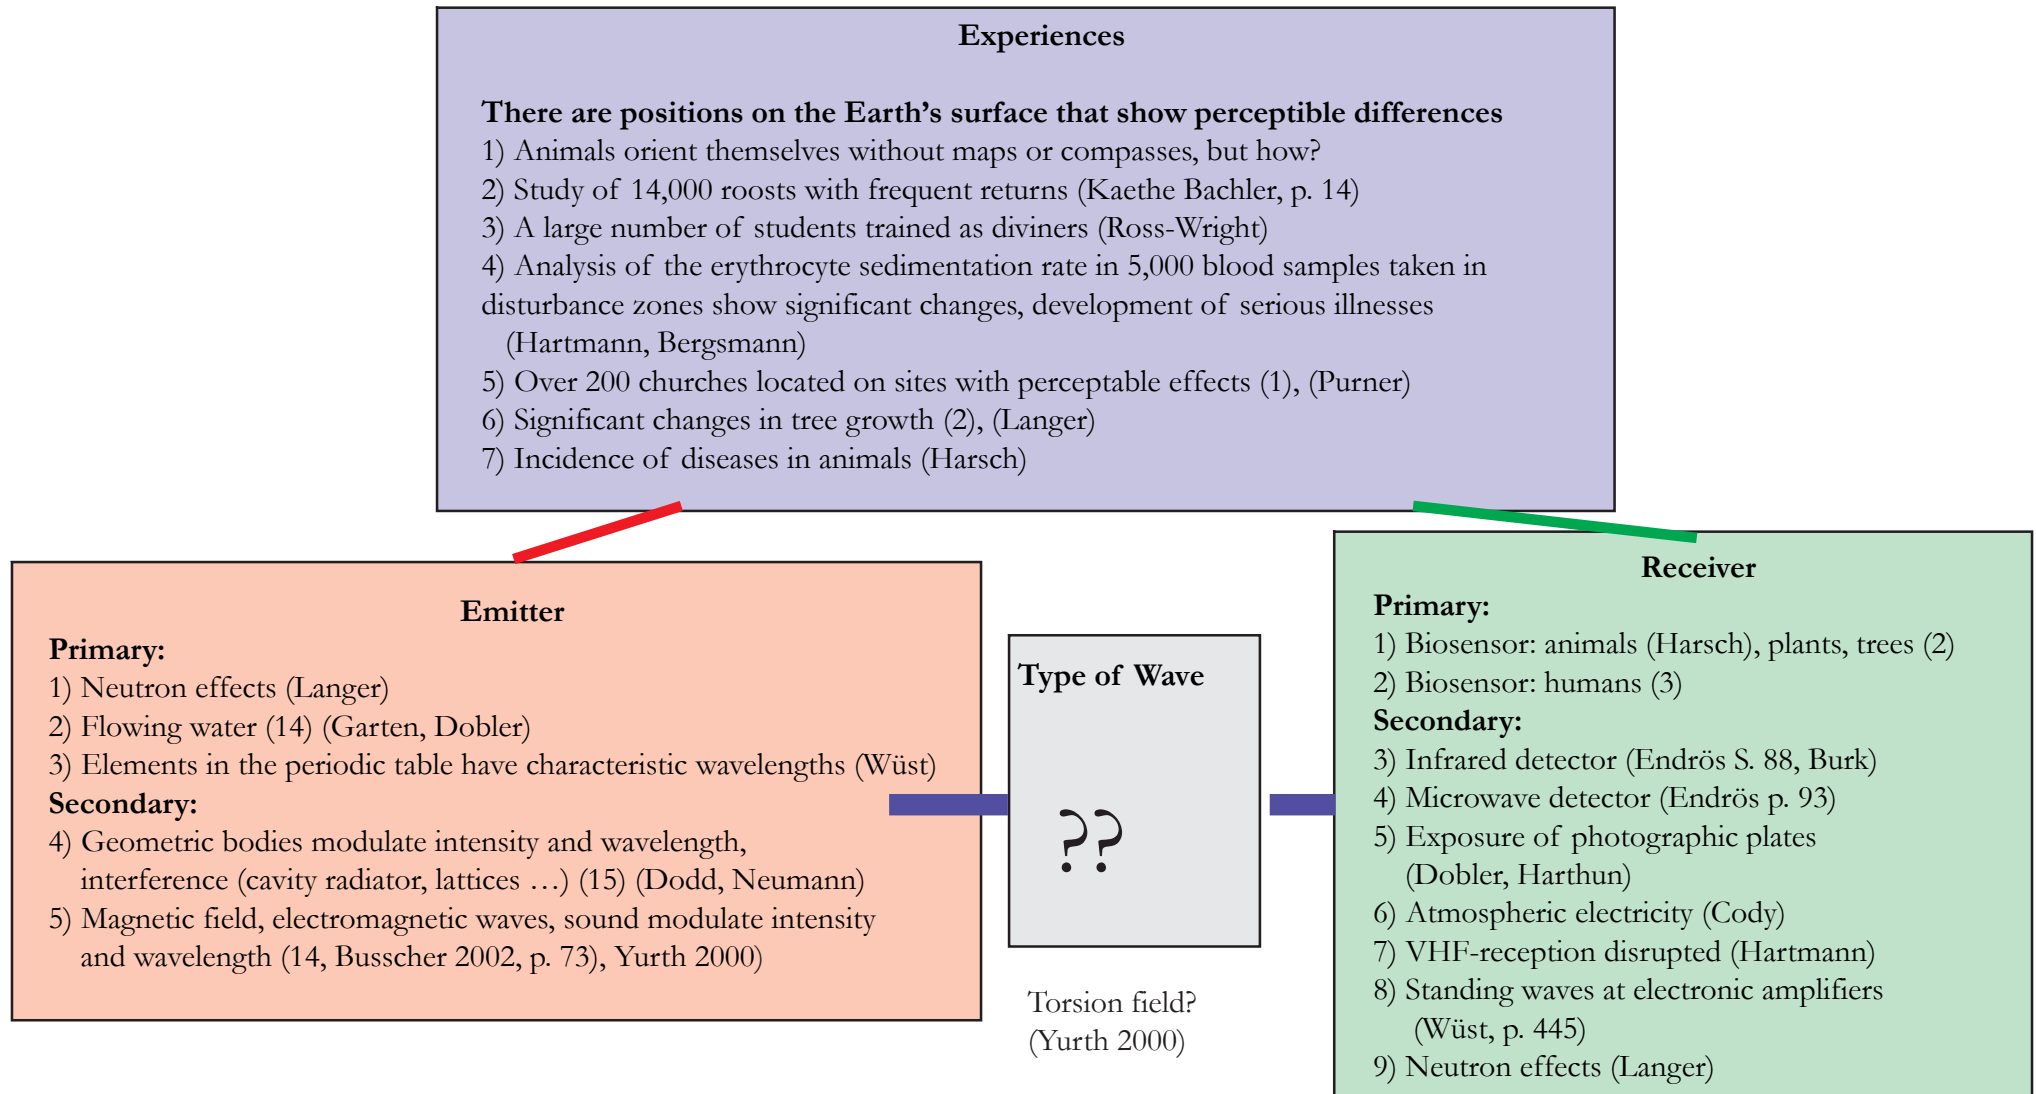 Experiences
There are positions on the Earth’s surface that show perceptible differences
1) Animals orient themselves without maps or compasses, but how?
2) Study of 14,000 roosts with frequent returns (Kaethe Bachler, p. 14)
3) A large number of students trained as diviners (Ross-Wright)
4) Analysis of the erythrocyte sedimentation rate in 5,000 blood samples taken in
disturbance zones show significant changes, development of serious illnesses
(Hartmann, Bergsmann)
5) Over 200 churches located on sites with perceptable effects (1), (Purner)
6) Significant changes in tree growth (2), (Langer)
7) Incidence of diseases in animals (Harsch)
Emitter
Primary:
1) Neutron effects (Langer)
2) Flowing water (14) (Garten, Dobler)
3) Elements in the periodic table have characteristic wavelengths (Wüst)
Secondary:
4) Geometric bodies modulate intensity and wavelength,
interference (cavity radiator, lattices …) (15) (Dodd, Neumann)
5) Magnetic field, electromagnetic waves, sound modulate intensity
and wavelength (14, Busscher 2002, p. 73), Yurth 2000)
Type of Wave
??
Torsion field?
(Yurth 2000)
Receiver
Primary:
1) Biosensor: animals (Harsch), plants, trees (2)
2) Biosensor: humans (3)
Secondary:
3) Infrared detector (Endrös S. 88, Burk)
4) Microwave detector (Endrös p. 93)
5) Exposure of photographic plates
(Dobler, Harthun)
6) Atmospheric electricity (Cody)
7) VHF-reception disrupted (Hartmann)
8) Standing waves at electronic amplifiers
(Wüst, p. 445)
9) Neutron effects (Langer)